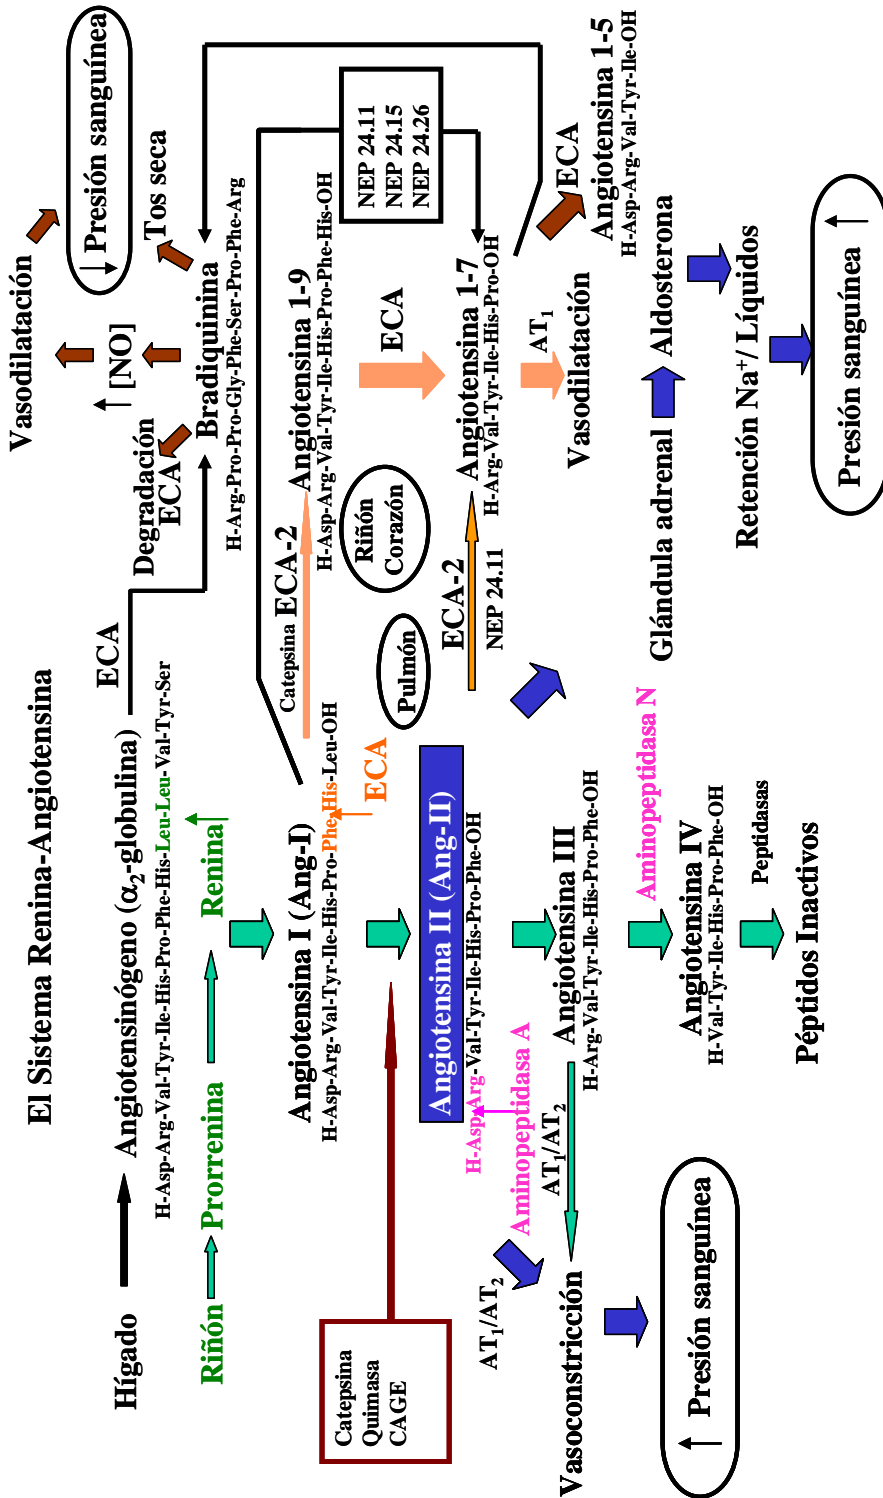 El Sistema Renina-Angiotensina
Hígado
Angiotensinógeno (α₂-globulina)
H-Asp-Arg-Val-Tyr-Ile-His-Pro-Phe-His-Leu-Leu-Val-Tyr-Ser
ECA
Degradación
ECA
Vasodilatación
[NO]
Presión sanguínea
Tos seca
Bradiquinina
H-Arg-Pro-Pro-Gly-Phe-Ser-Pro-Phe-Arg
Riñón
Prorrenina
Renina
Angiotensina I (Ang-I)
H-Asp-Arg-Val-Tyr-Ile-His-Pro-Phe-His-Leu-OH
ECA
Catepsina ECA-2
Angiotensina 1-9
H-Asp-Arg-Val-Tyr-Ile-His-Pro-Phe-His-OH
Riñón
Corazón
ECA
NEP 24.11
NEP 24.15
NEP 24.26
Catepsina
Quimasa
CAGE
Pulmón
Angiotensina II (Ang-II)
H-Asp-Arg-Val-Tyr-Ile-His-Pro-Phe-OH
ECA-2
NEP 24.11
Angiotensina 1-7
H-Arg-Val-Tyr-Ile-His-Pro-OH
ECA
Angiotensina 1-5
H-Asp-Arg-Val-Tyr-Ile-OH
AT₁/AT₂
Aminopeptidasa A
AT₁/AT₂
AT₁
Vasodilatación
Vasoconstricción
Angiotensina III
H-Arg-Val-Tyr-Ile-His-Pro-Phe-OH
Aminopeptidasa N
Glándula adrenal
Aldosterona
Presión sanguínea
Angiotensina IV
H-Val-Tyr-Ile-His-Pro-Phe-OH
Retención Na⁺/ Líquidos
Peptidasas
Péptidos Inactivos
Presión sanguínea